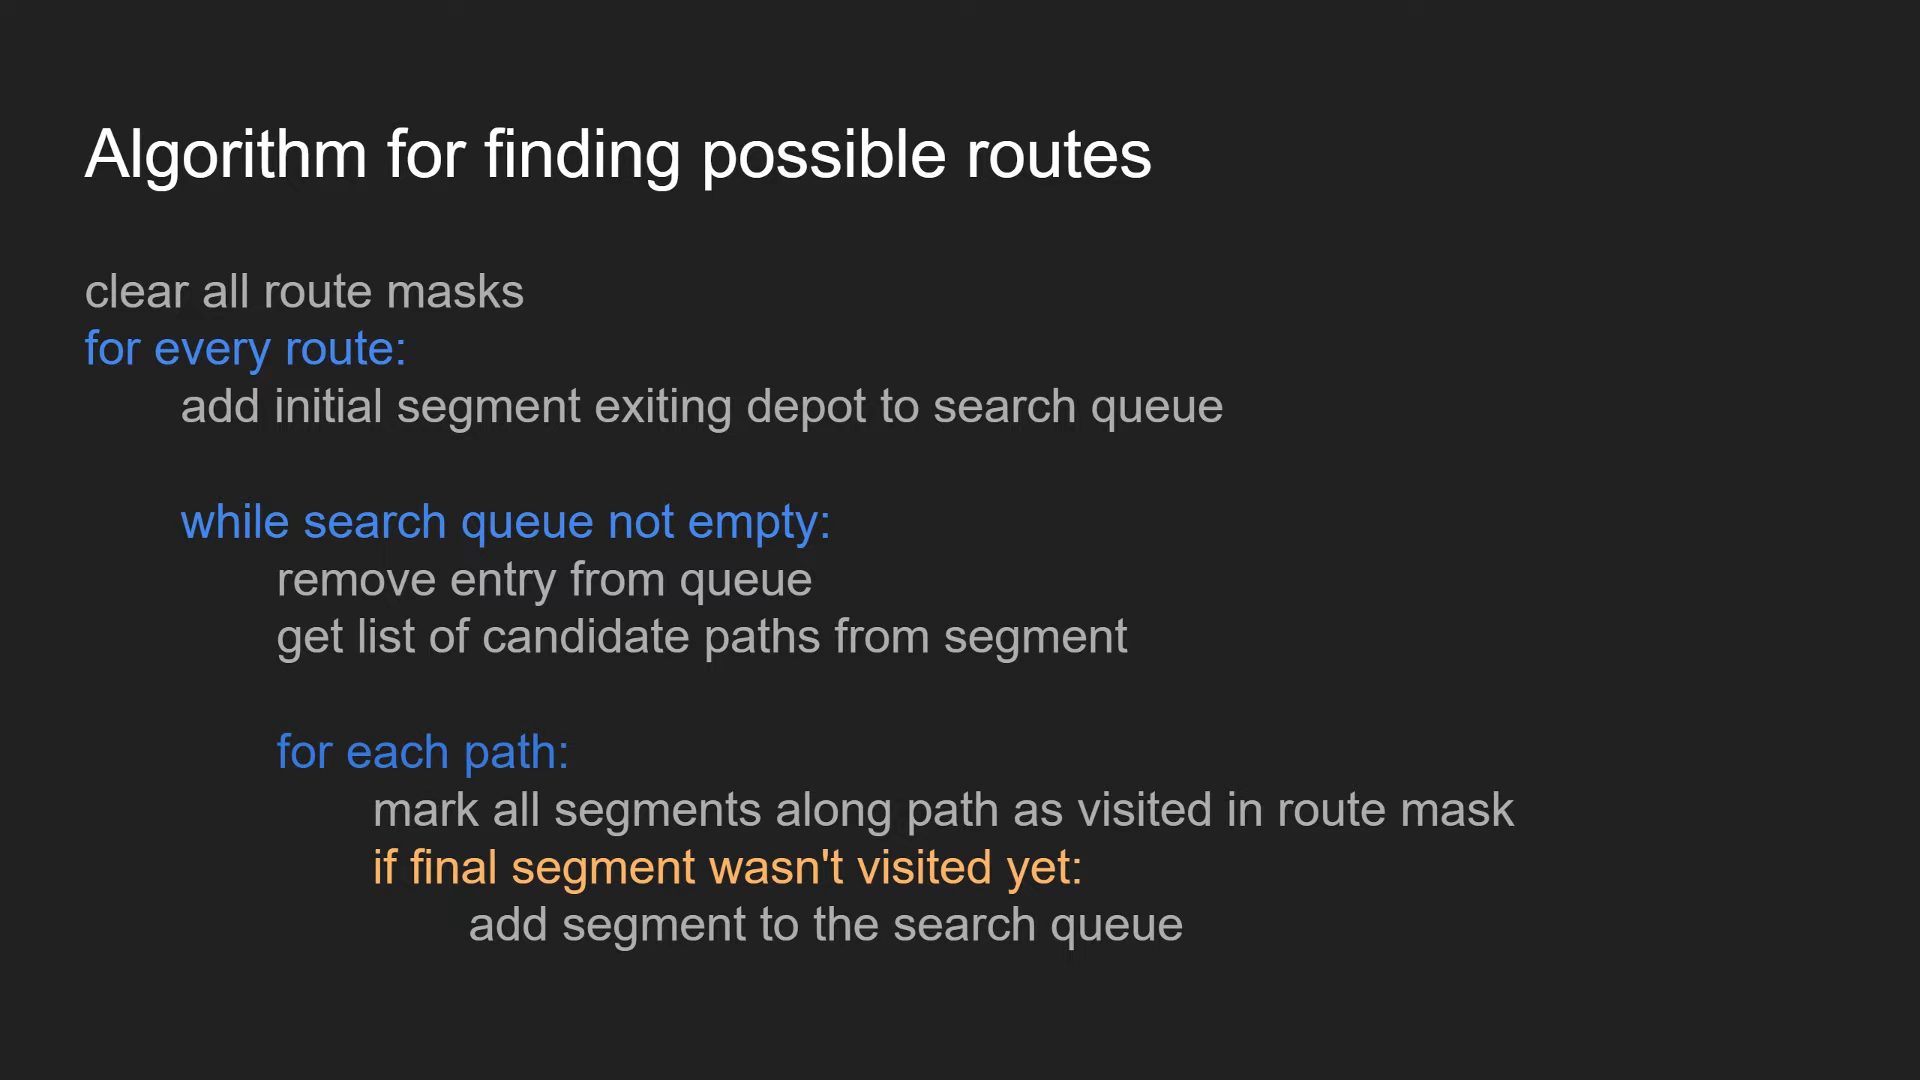 Algorithm for finding possible routes
clear all route masks
for every route:
add initial segment exiting depot to search queue
while search queue not empty:
remove entry from queue
get list of candidate paths from segment
for each path:
mark all segments along path as visited in route mask
if final segment wasn't visited yet:
add segment to the search queue